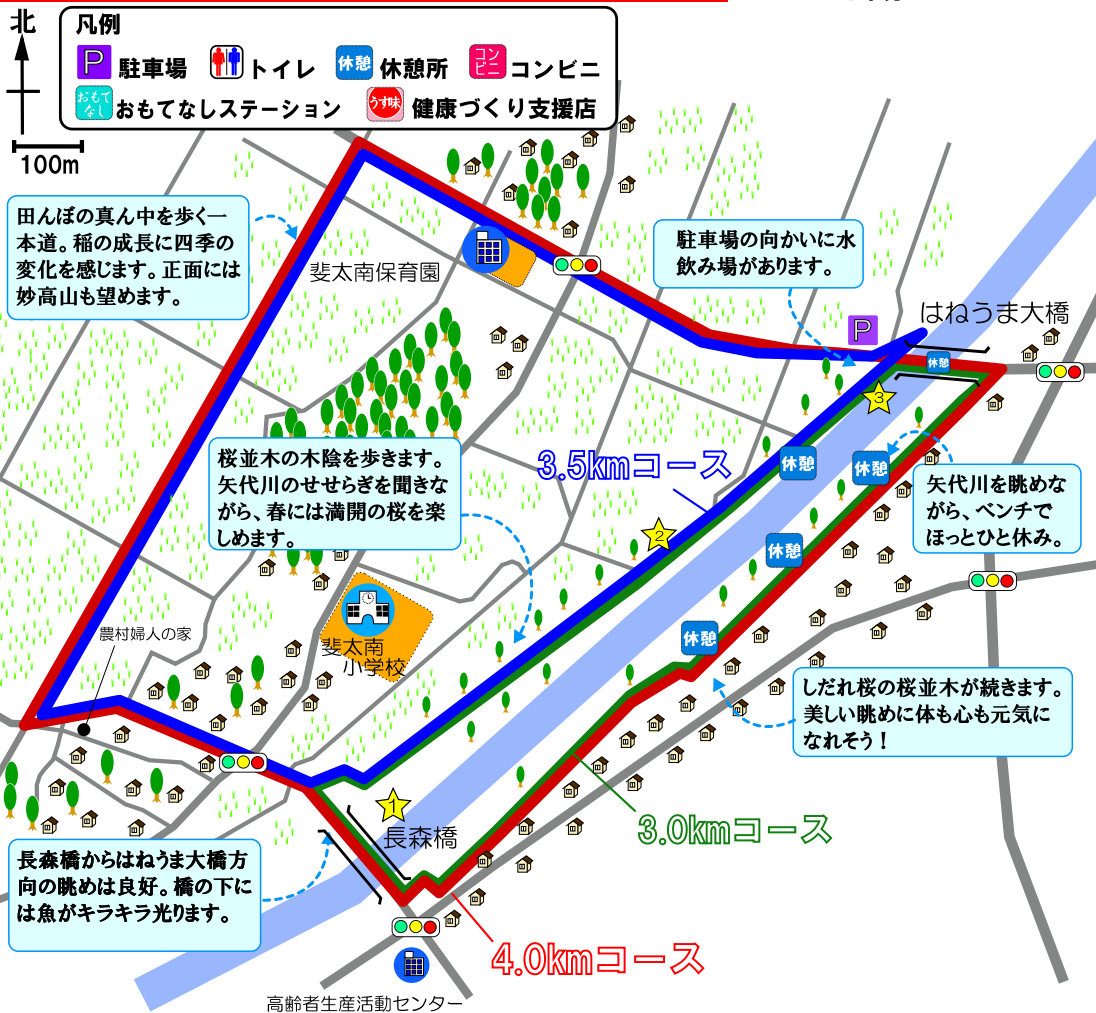 北
凡例
P 駐車場
トイレ
休憩 休憩所
コンビニ コンビニ
おもてなし おもてなしステーション
うす味 健康づくり支援店
100m
田んぼの真ん中を歩く一
本道。稲の成長に四季の
変化を感じます。正面には
妙高山も望めます。
斐太南保育園
駐車場の向かいに水
飲み場があります。
P
はねうま大橋
休憩
3
桜並木の木陰を歩きます。
矢代川のせせらぎを聞きな
がら、春には満開の桜を楽
しめます。
3.5kmコース
休憩
休憩
矢代川を眺めな
がら、ベンチで
ほっとひと休み。
2
休憩
農村婦人の家
斐太南
小学校
休憩
しだれ桜の桜並木が続きます。
美しい眺めに体も心も元気に
なれそう！
1
長森橋
3.0kmコース
長森橋からはねうま大橋方
向の眺めは良好。橋の下に
は魚がキラキラ光ります。
4.0kmコース
高齢者生産活動センター